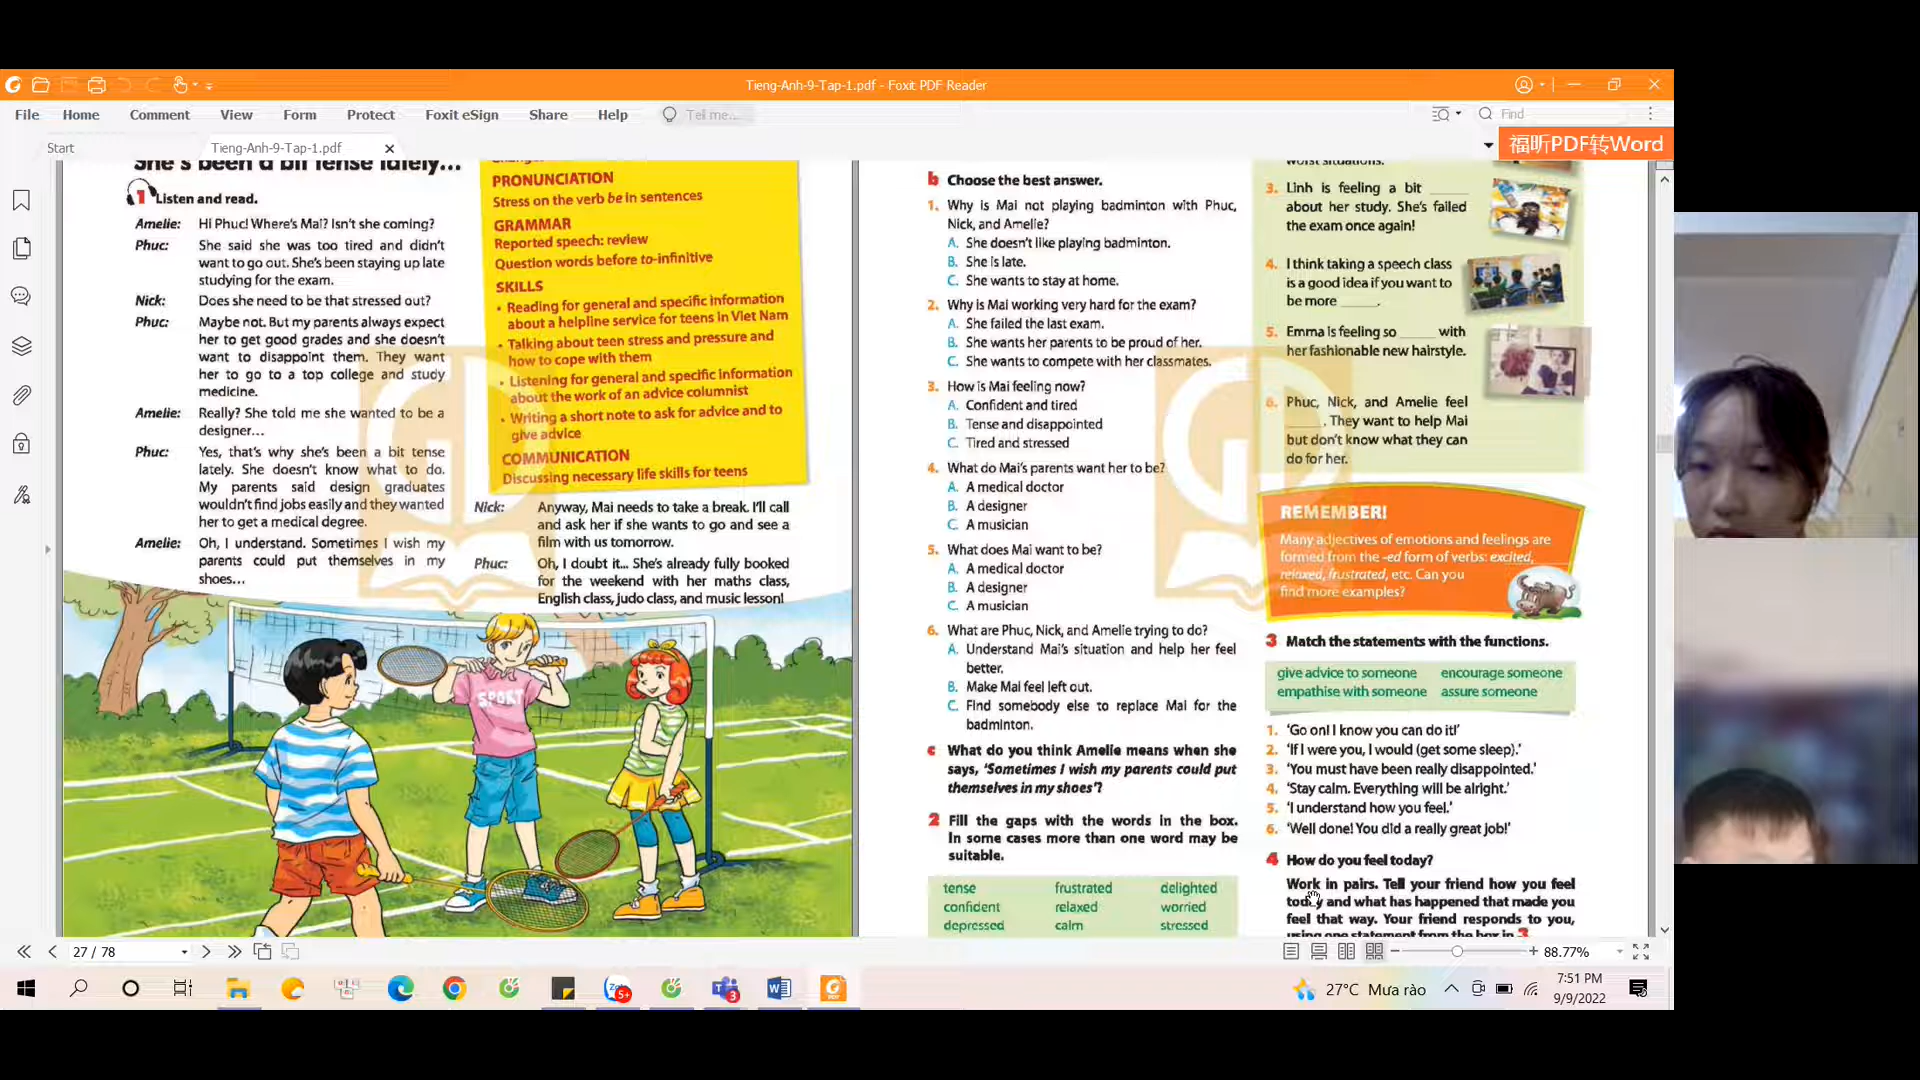 Tieng-Anh-9-Tap-1.pdf - Foxit PDF Reader
File Home Comment View Form Protect Foxit eSign Share Help Tell me... Find
Start Tieng-Anh-9-Tap-1.pdf
福昕PDF转Word
She's been a bit tense lately...
1 Listen and read.
Amelie: Hi Phuc! Where's Mai? Isn't she coming?
Phuc: She said she was too tired and didn't
want to go out. She's been staying up late
studying for the exam.
Nick: Does she need to be that stressed out?
Phuc: Maybe not. But my parents always expect
her to get good grades and she doesn't
want to disappoint them. They want
her to go to a top college and study
medicine.
Amelie: Really? She told me she wanted to be a
designer...
Phuc: Yes, that's why she's been a bit tense
lately. She doesn't know what to do.
My parents said design graduates
wouldn't find jobs easily and they wanted
her to get a medical degree.
Amelie: Oh, I understand. Sometimes I wish my
parents could put themselves in my
shoes...
PRONUNCIATION
Stress on the verb be in sentences
GRAMMAR
Reported speech: review
Question words before to-infinitive
SKILLS
• Reading for general and specific information
about a helpline service for teens in Viet Nam
• Talking about teen stress and pressure and
how to cope with them
• Listening for general and specific information
about the work of an advice columnist
• Writing a short note to ask for advice and to
give advice
COMMUNICATION
Discussing necessary life skills for teens
Nick: Anyway, Mai needs to take a break. I'll call
and ask her if she wants to go and see a
film with us tomorrow.
Phuc: Oh, I doubt it... She's already fully booked
for the weekend with her maths class,
English class, judo class, and music lesson!
SPORT
b Choose the best answer.
1. Why is Mai not playing badminton with Phuc,
Nick, and Amelie?
A. She doesn't like playing badminton.
B. She is late.
C. She wants to stay at home.
2. Why is Mai working very hard for the exam?
A. She failed the last exam.
B. She wants her parents to be proud of her.
C. She wants to compete with her classmates.
3. How is Mai feeling now?
A. Confident and tired
B. Tense and disappointed
C. Tired and stressed
4. What do Mai's parents want her to be?
A. A medical doctor
B. A designer
C. A musician
5. What does Mai want to be?
A. A medical doctor
B. A designer
C. A musician
6. What are Phuc, Nick, and Amelie trying to do?
A. Understand Mai's situation and help her feel
better.
B. Make Mai feel left out.
C. Find somebody else to replace Mai for the
badminton.
c What do you think Amelie means when she
says, 'Sometimes I wish my parents could put
themselves in my shoes'?
2 Fill the gaps with the words in the box.
In some cases more than one word may be
suitable.
tense frustrated delighted
confident relaxed worried
depressed calm stressed
worst situations.
3. Linh is feeling a bit ______
about her study. She's failed
the exam once again!
4. I think taking a speech class
is a good idea if you want to
be more ______.
5. Emma is feeling so ______ with
her fashionable new hairstyle.
6. Phuc, Nick, and Amelie feel
______. They want to help Mai
but don't know what they can
do for her.
REMEMBER!
Many adjectives of emotions and feelings are
formed from the -ed form of verbs: excited,
relaxed, frustrated, etc. Can you
find more examples?
3 Match the statements with the functions.
give advice to someone encourage someone
empathise with someone assure someone
1. 'Go on! I know you can do it!'
2. 'If I were you, I would (get some sleep).'
3. 'You must have been really disappointed.'
4. 'Stay calm. Everything will be alright.'
5. 'I understand how you feel.'
6. 'Well done! You did a really great job!'
4 How do you feel today?
Work in pairs. Tell your friend how you feel
today and what has happened that made you
feel that way. Your friend responds to you,
using one statement from the box in 3.
27 / 78
88.77%
5+
3
27°C Mưa rào
7:51 PM
9/9/2022